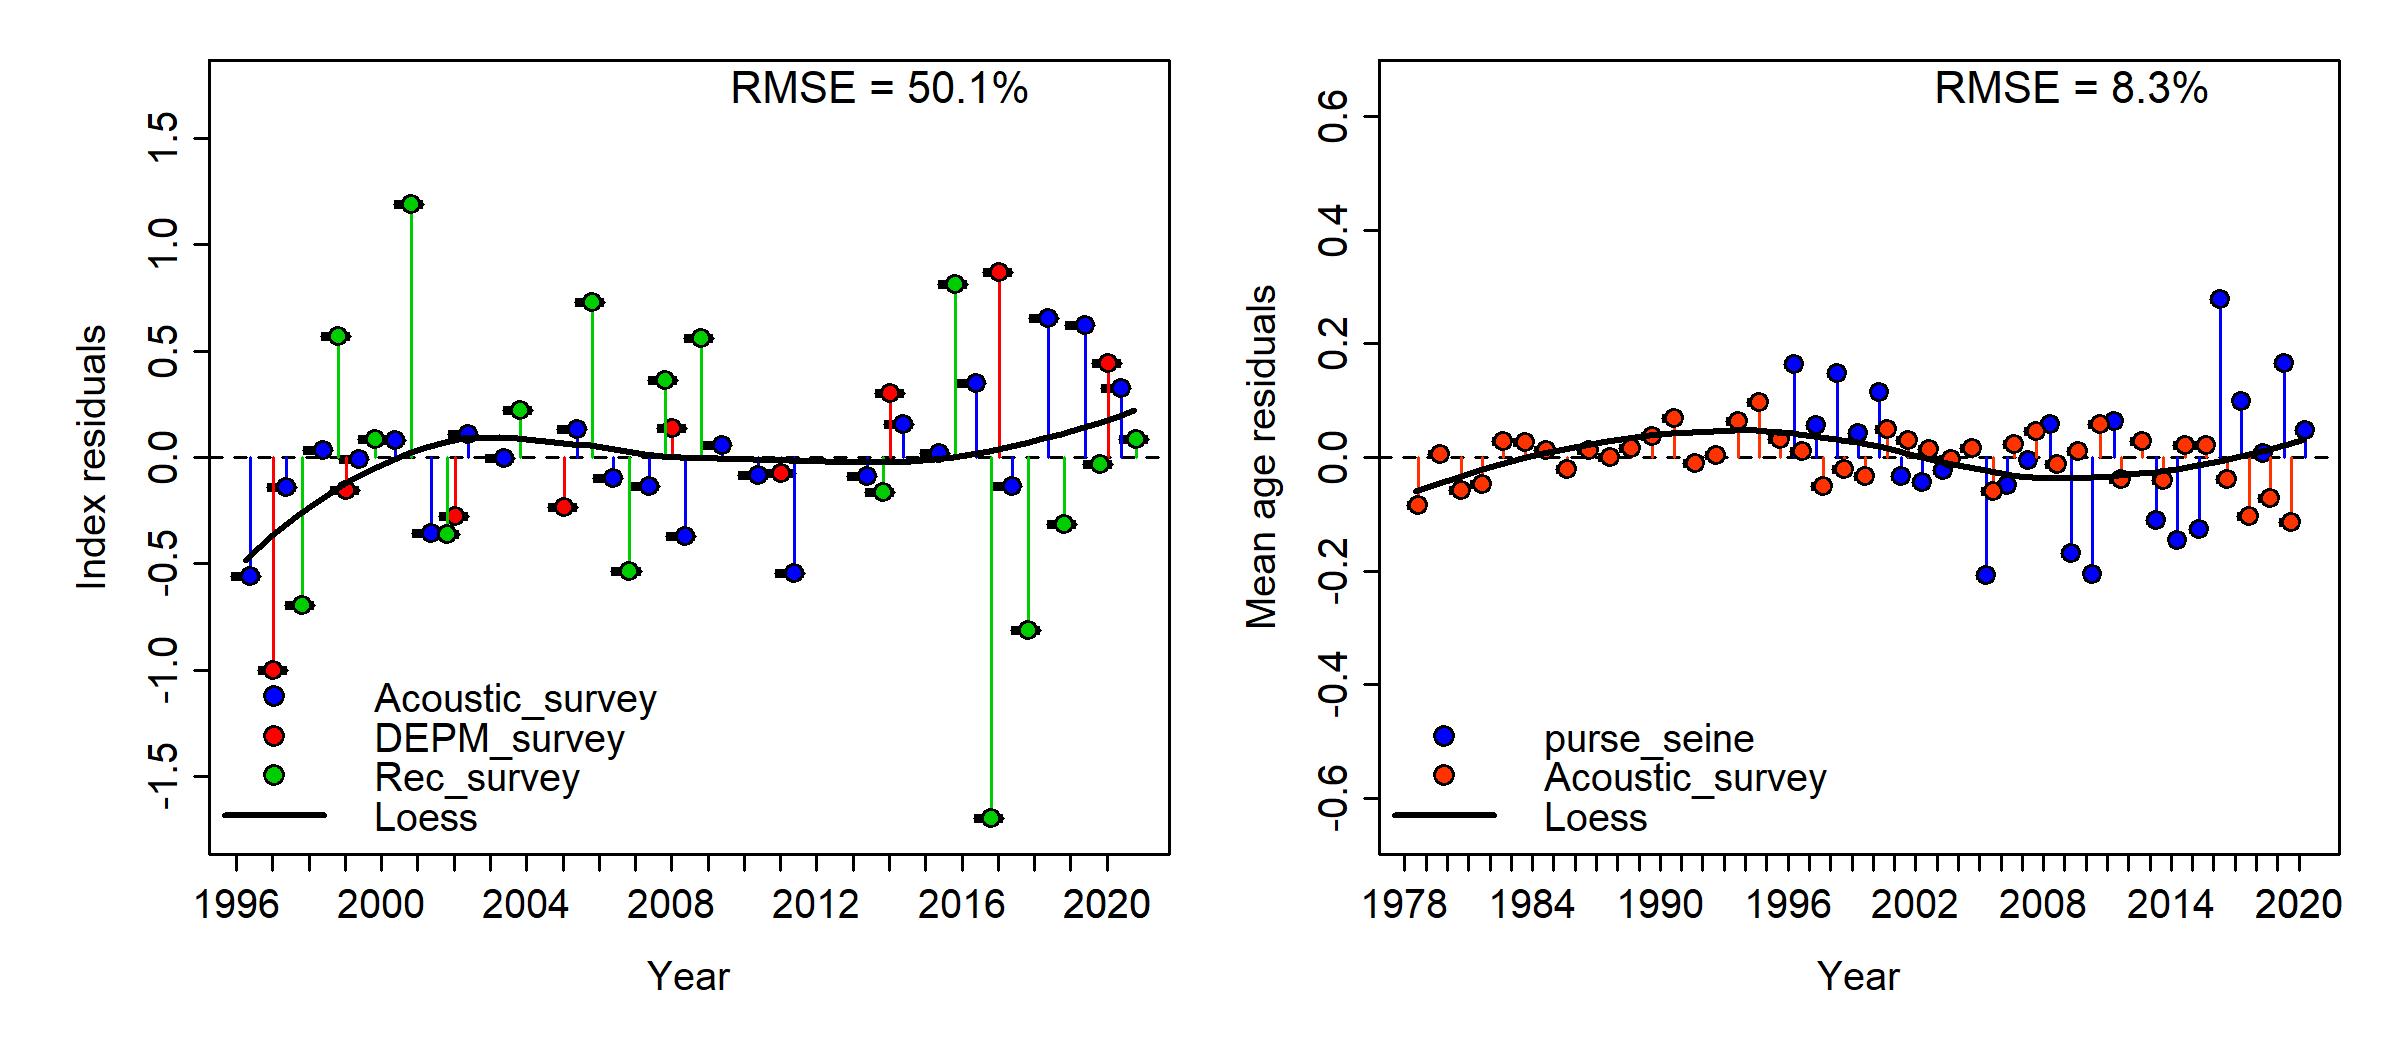 RMSE = 50.1%
Index residuals
1.5
1.0
0.5
0.0
-0.5
-1.0
-1.5
Acoustic_survey
DEPM_survey
Rec_survey
Loess
1996 2000 2004 2008 2012 2016 2020
Year
RMSE = 8.3%
Mean age residuals
0.6
0.4
0.2
0.0
-0.2
-0.4
-0.6
purse_seine
Acoustic_survey
Loess
1978 1984 1990 1996 2002 2008 2014 2020
Year